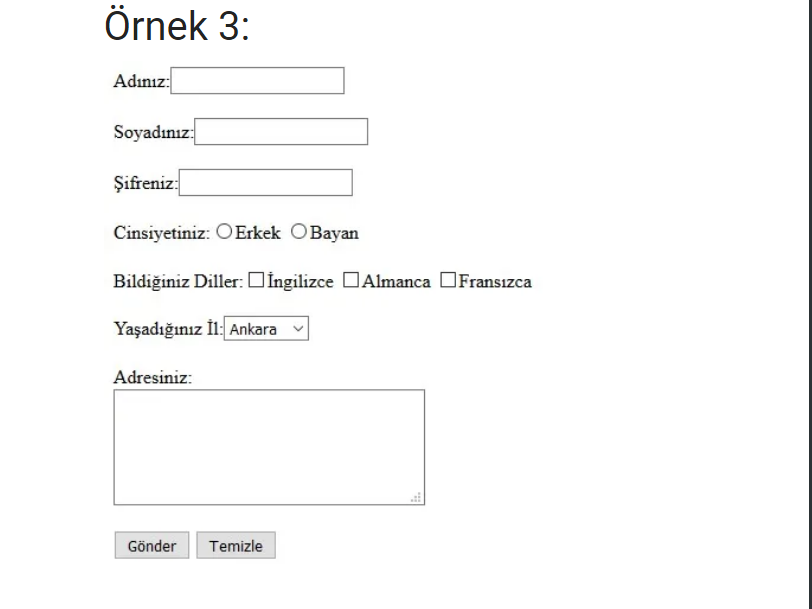 Örnek 3:
Adınız:
Soyadınız:
Şifreniz:
Cinsiyetiniz: Erkek Bayan
Bildiğiniz Diller: İngilizce Almanca Fransızca
Yaşadığınız İl: Ankara
Adresiniz:
Gönder Temizle